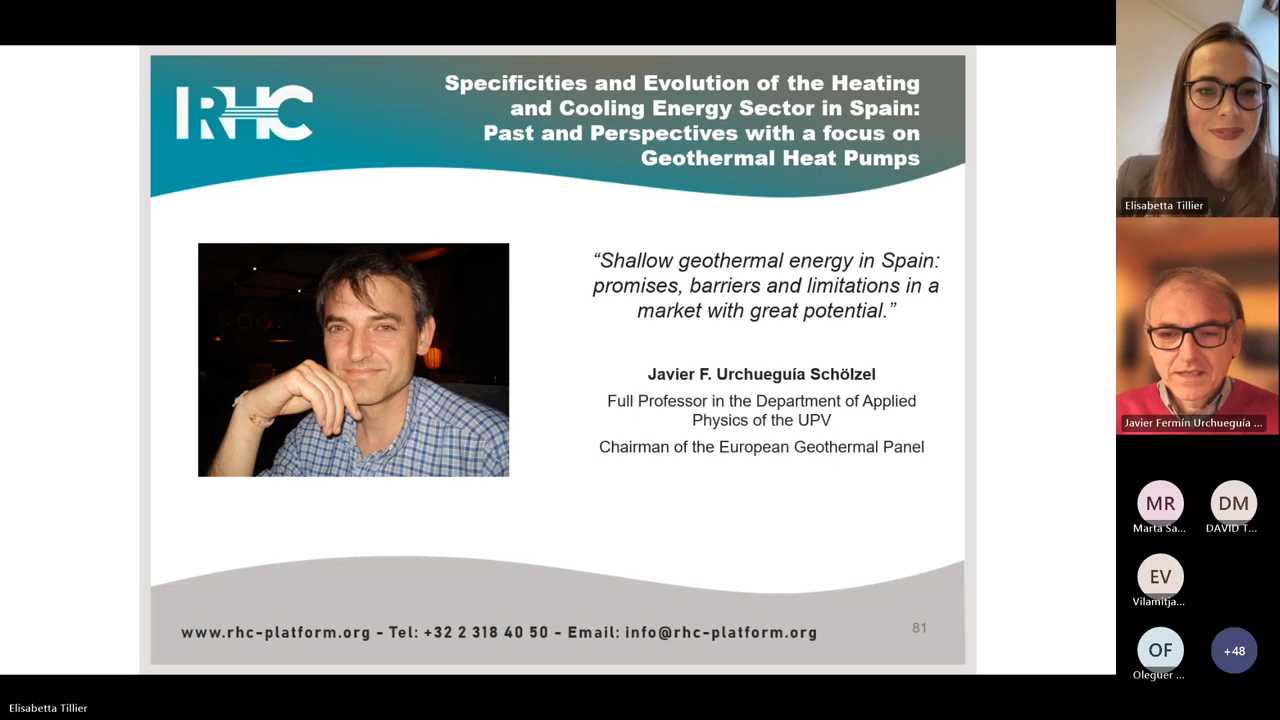 RHC
Specificities and Evolution of the Heating
and Cooling Energy Sector in Spain:
Past and Perspectives with a focus on
Geothermal Heat Pumps
“Shallow geothermal energy in Spain:
promises, barriers and limitations in a
market with great potential.”
Javier F. Urchueguía Schölzel
Full Professor in the Department of Applied
Physics of the UPV
Chairman of the European Geothermal Panel
www.rhc-platform.org - Tel: +32 2 318 40 50 - Email: info@rhc-platform.org
81
Elisabetta Tillier
Javier Fermín Urchueguía ...
MR
Marta Sa...
DM
DAVID T...
EV
Vilamitja...
OF
Oleguer ...
+48
Elisabetta Tillier